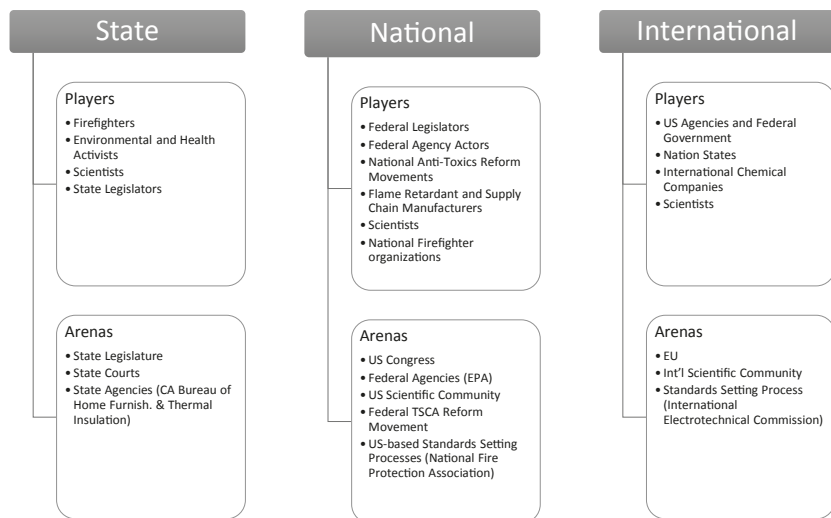 State
Players
• Firefighters
• Environmental and Health
Activists
• Scientists
• State Legislators
Arenas
• State Legislature
• State Courts
• State Agencies (CA Bureau of
Home Furnish. & Thermal
Insulation)
National
Players
• Federal Legislators
• Federal Agency Actors
• National Anti-Toxics Reform
Movements
• Flame Retardant and Supply
Chain Manufacturers
• Scientists
• National Firefighter
organizations
Arenas
• US Congress
• Federal Agencies (EPA)
• US Scientific Community
• Federal TSCA Reform
Movement
• US-based Standards Setting
Processes (National Fire
Protection Association)
International
Players
• US Agencies and Federal
Government
• Nation States
• International Chemical
Companies
• Scientists
Arenas
• EU
• Int'l Scientific Community
• Standards Setting Process
(International
Electrotechnical Commission)